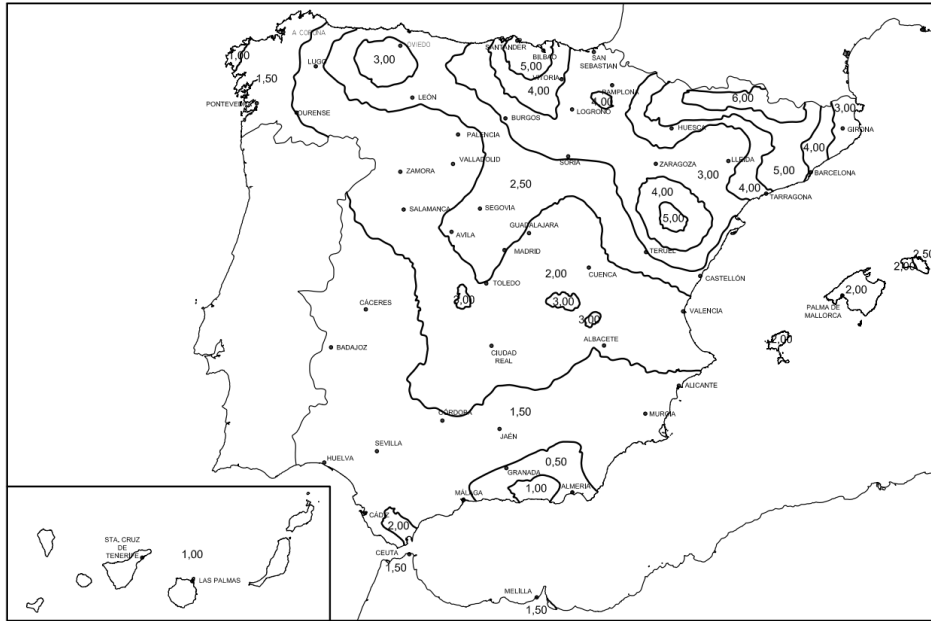 A CORUÑA
OVIEDO
SANTANDER
BILBAO
SAN
SEBASTIAN
1,00
LUGO
3,00
5,00
VITORIA
1,50
4,00
PAMPLONA
6,00
LEÓN
4,00
3,00
PONTEVEDRA
OURENSE
BURGOS
LOGROÑO
HUESCA
GIRONA
PALENCIA
4,00
VALLADOLID
SORIA
ZARAGOZA
LLEIDA
ZAMORA
3,00
5,00
BARCELONA
2,50
4,00
4,00
TARRAGONA
SALAMANCA
SEGOVIA
5,00
GUADALAJARA
AVILA
MADRID
TERUEL
2,50
2,00
2,00
CUENCA
CASTELLÓN
TOLEDO
2,00
3,00
3,00
CÁCERES
PALMA DE
MALLORCA
VALENCIA
3,00
2,00
BADAJOZ
CIUDAD
REAL
ALBACETE
ALICANTE
1,50
CÓRDOBA
MURCIA
JAÉN
SEVILLA
HUELVA
0,50
GRANADA
1,00
ALMERIA
MÁLAGA
CÁDIZ
2,00
STA. CRUZ
DE
TENERIFE
1,00
CEUTA
1,50
LAS PALMAS
MELILLA
1,50